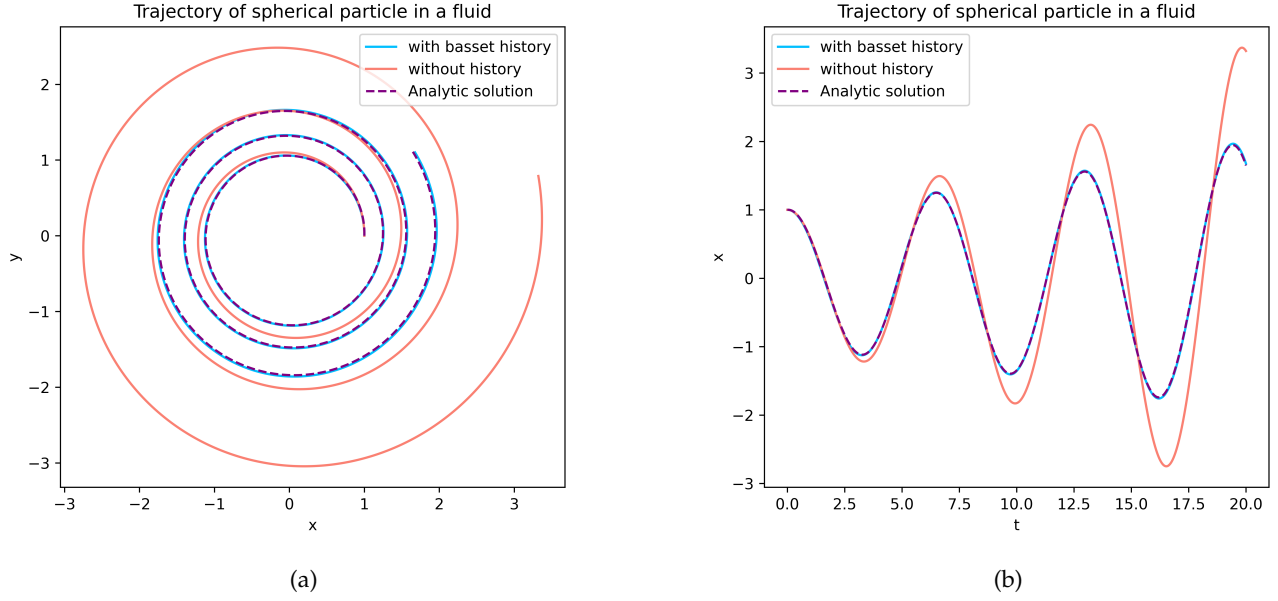 Trajectory of spherical particle in a fluid
with basset history
without history
Analytic solution
y
2
1
0
−1
−2
−3
−3 −2 −1 0 1 2 3
x
(a)
Trajectory of spherical particle in a fluid
with basset history
without history
Analytic solution
x
3
2
1
0
−1
−2
−3
0.0 2.5 5.0 7.5 10.0 12.5 15.0 17.5 20.0
t
(b)